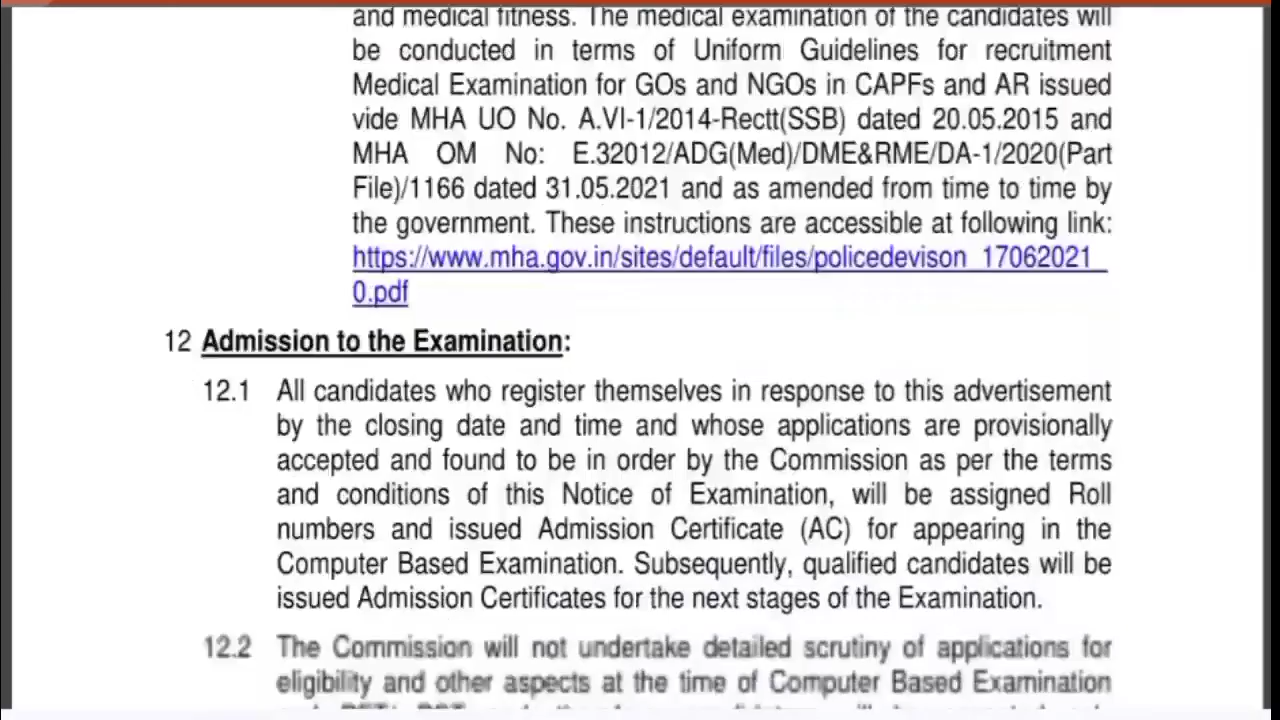 and medical fitness. The medical examination of the candidates will
be conducted in terms of Uniform Guidelines for recruitment
Medical Examination for GOs and NGOs in CAPFs and AR issued
vide MHA UO No. A.VI-1/2014-Rectt(SSB) dated 20.05.2015 and
MHA OM No: E.32012/ADG(Med)/DME&RME/DA-1/2020(Part
File)/1166 dated 31.05.2021 and as amended from time to time by
the government. These instructions are accessible at following link:
https://www.mha.gov.in/sites/default/files/policedevison_17062021_
0.pdf
12 Admission to the Examination:
12.1 All candidates who register themselves in response to this advertisement
by the closing date and time and whose applications are provisionally
accepted and found to be in order by the Commission as per the terms
and conditions of this Notice of Examination, will be assigned Roll
numbers and issued Admission Certificate (AC) for appearing in the
Computer Based Examination. Subsequently, qualified candidates will be
issued Admission Certificates for the next stages of the Examination.
12.2 The Commission will not undertake detailed scrutiny of applications for
eligibility and other aspects at the time of Computer Based Examination